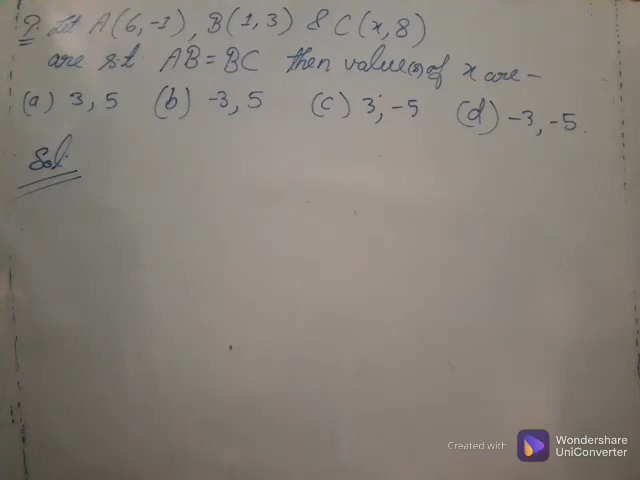 Q. Let A(6,-1), B(1,3) & C(x,8)
are s.t. AB=BC then value(s) of x are -
(a) 3,5 (b) -3,5 (c) 3,-5 (d) -3,-5.
Sol.
Created with Wondershare
UniConverter